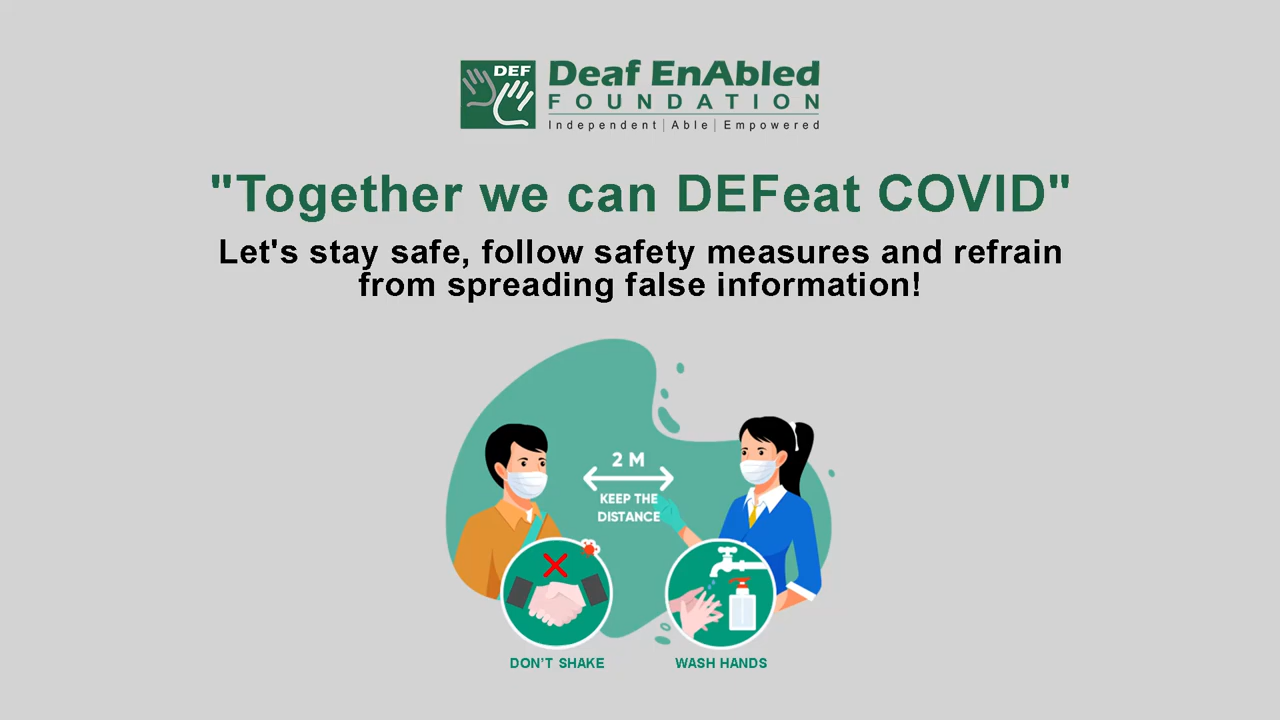 DEF
Deaf EnAbled
FOUNDATION
Independent | Able | Empowered
"Together we can DEFeat COVID"
Let's stay safe, follow safety measures and refrain
from spreading false information!
2 M
KEEP THE
DISTANCE
DON'T SHAKE
WASH HANDS